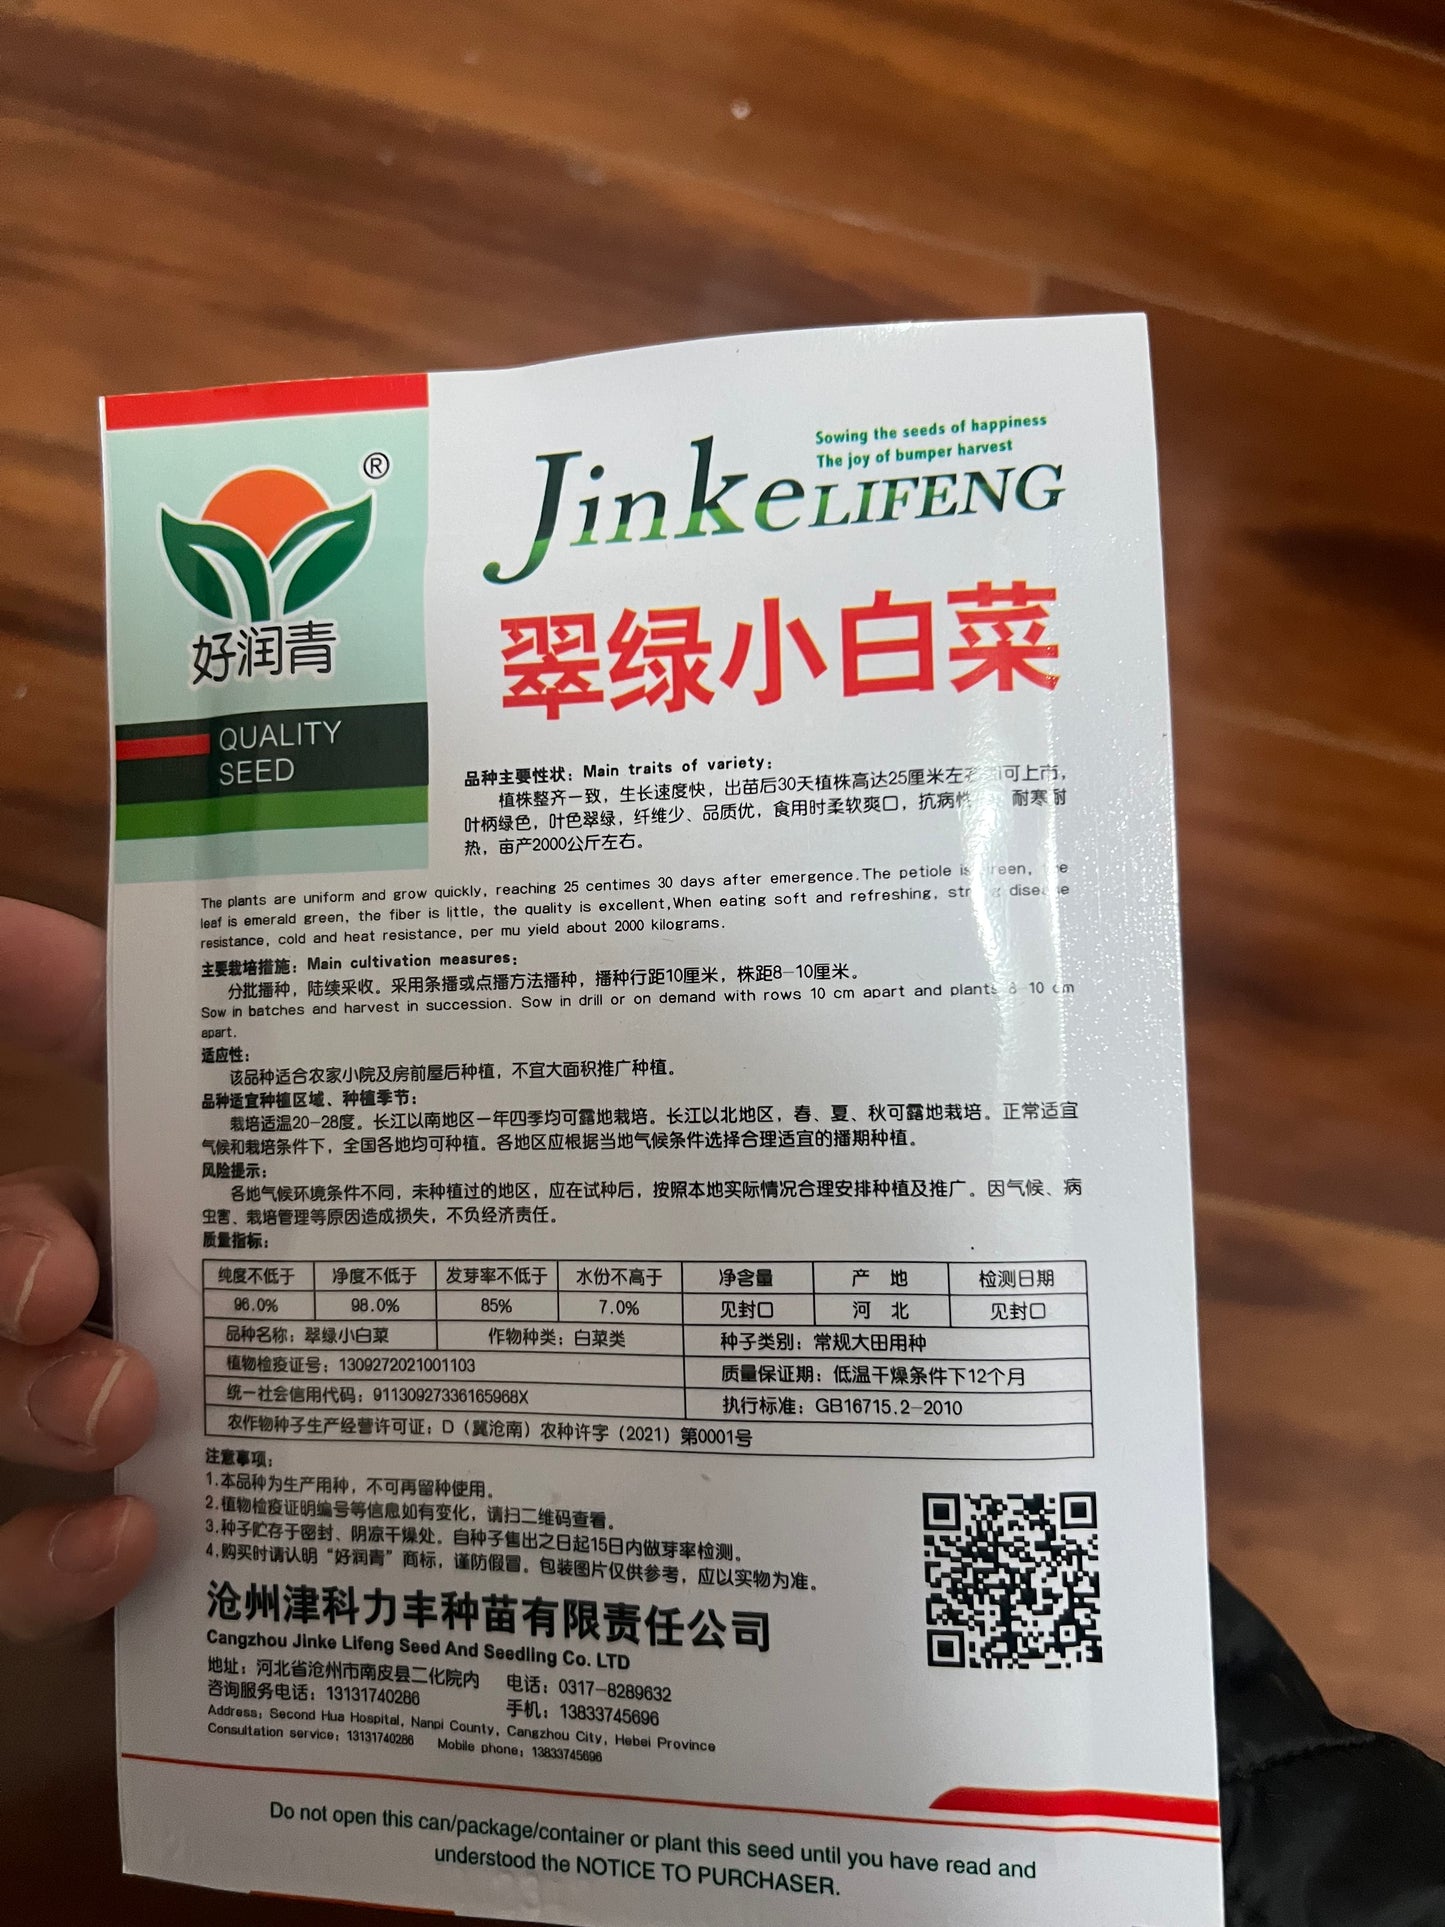 Sowing the seeds of happiness
The joy of bumper harvest
JinkeLIFENG
®
好润青
QUALITY
SEED
翠绿小白菜
品种主要性状：Main traits of variety:
植株整齐一致，生长速度快，出苗后30天植株高达25厘米左 可上市，
叶柄绿色，叶色翠绿，纤维少、品质优，食用时柔软爽口，抗病性 耐寒耐
热，亩产2000公斤左右。
The plants are uniform and grow quickly, reaching 25 centimes 30 days after emergence.The petiole is green, the
leaf is emerald green, the fiber is little, the quality is excellent,When eating soft and refreshing, strong disease
resistance, cold and heat resistance, per mu yield about 2000 kilograms.
主要栽培措施：Main cultivation measures:
分批播种，陆续采收。采用条播或点播方法播种，播种行距10厘米，株距8-10厘米。
Sow in batches and harvest in succession. Sow in drill or on demand with rows 10 cm apart and plants 8-10 cm
apart.
适应性：
该品种适合农家小院及房前屋后种植，不宜大面积推广种植。
品种适宜种植区域、种植季节：
栽培适温20-28度。长江以南地区一年四季均可露地栽培。长江以北地区，春、夏、秋可露地栽培。正常适宜
气候和栽培条件下，全国各地均可种植。各地区应根据当地气候条件选择合理适宜的播期种植。
风险提示：
各地气候环境条件不同，未种植过的地区，应在试种后，按照本地实际情况合理安排种植及推广。因气候、病
虫害、栽培管理等原因造成损失，不负经济责任。
质量指标：
纯度不低于 净度不低于 发芽率不低于 水份不高于 净含量 产 地 检测日期
96.0% 98.0% 85% 7.0% 见封口 河 北 见封口
品种名称：翠绿小白菜 作物种类：白菜类 种子类别：常规大田用种
植物检疫证号：1309272021001103 质量保证期：低温干燥条件下12个月
统一社会信用代码：91130927336165968X 执行标准：GB16715.2-2010
农作物种子生产经营许可证：D（冀沧南）农种许字（2021）第0001号
注意事项：
1.本品种为生产用种，不可再留种使用。
2.植物检疫证明编号等信息如有变化，请扫二维码查看。
3.种子贮存于密封、阴凉干燥处。自种子售出之日起15日内做芽率检测。
4.购买时请认明“好润青”商标，谨防假冒。包装图片仅供参考，应以实物为准。
沧州津科力丰种苗有限责任公司
Cangzhou Jinke Lifeng Seed And Seedling Co. LTD
地址：河北省沧州市南皮县二化院内 电话：0317-8289632
咨询服务电话：13131740286 手机：13833745696
Address: Second Hua Hospital, Nanpi County, Cangzhou City, Hebei Province
Consultation service: 13131740286 Mobile phone: 13833745696
Do not open this can/package/container or plant this seed until you have read and
understood the NOTICE TO PURCHASER.